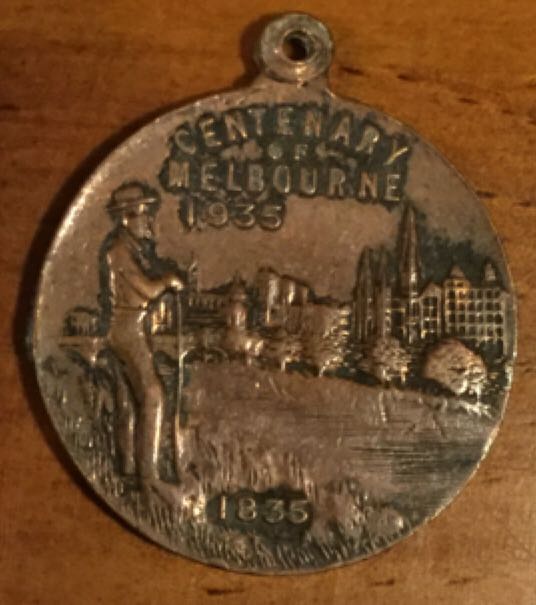 CENTENARY
OF
MELBOURNE
1935
1835